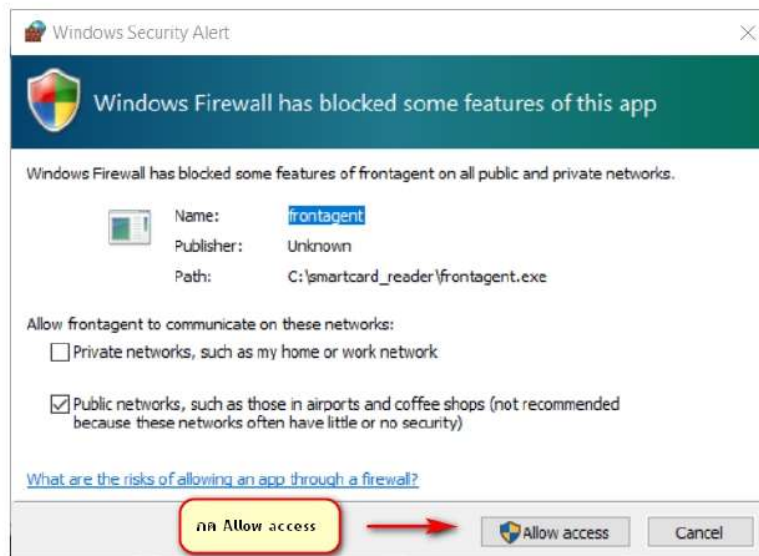 Windows Security Alert
Windows Firewall has blocked some features of this app
Windows Firewall has blocked some features of frontagent on all public and private networks.
Name: frontagent
Publisher: Unknown
Path: C:\smartcard_reader\frontagent.exe
Allow frontagent to communicate on these networks:
Private networks, such as my home or work network
Public networks, such as those in airports and coffee shops (not recommended
because these networks often have little or no security)
What are the risks of allowing an app through a firewall?
กด Allow access
Allow access Cancel